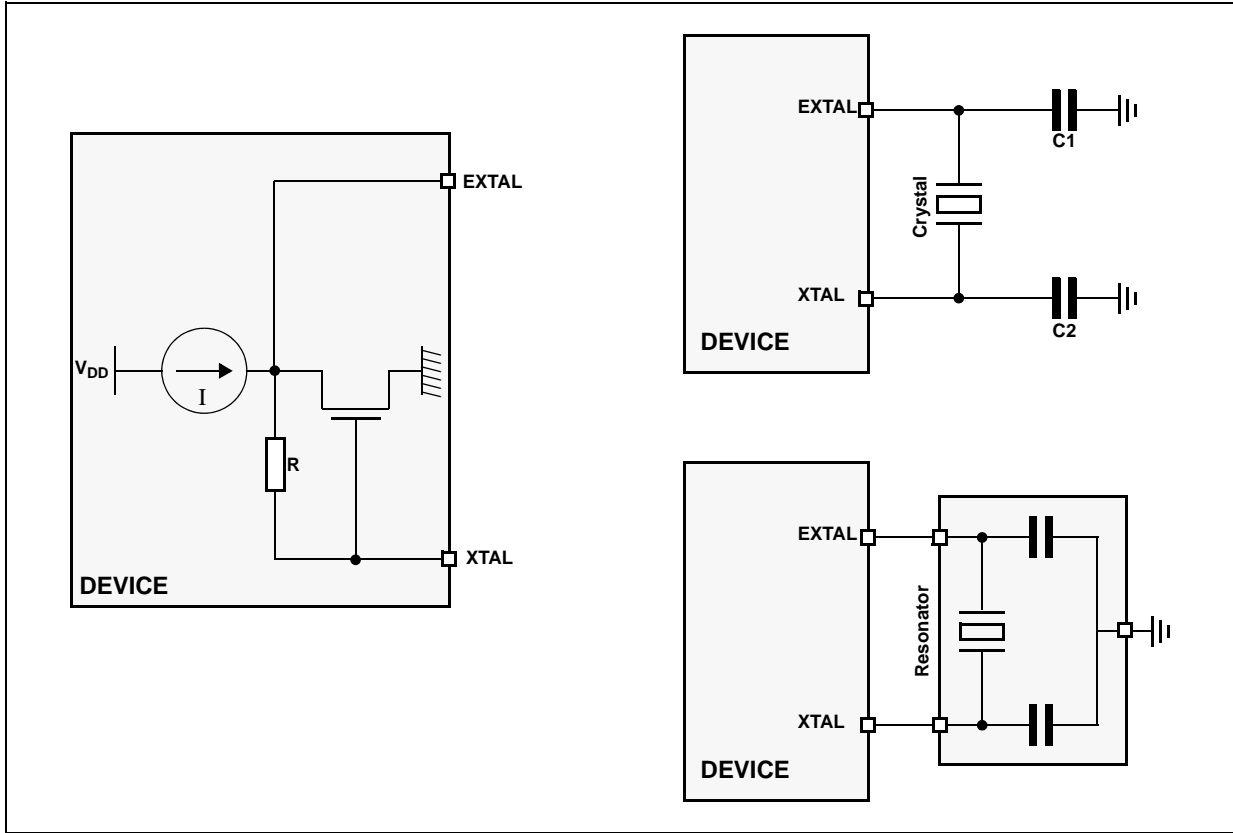 EXTAL
V_DD
I
R
XTAL
DEVICE
EXTAL
C1
Crystal
XTAL
C2
DEVICE
EXTAL
Resonator
XTAL
DEVICE